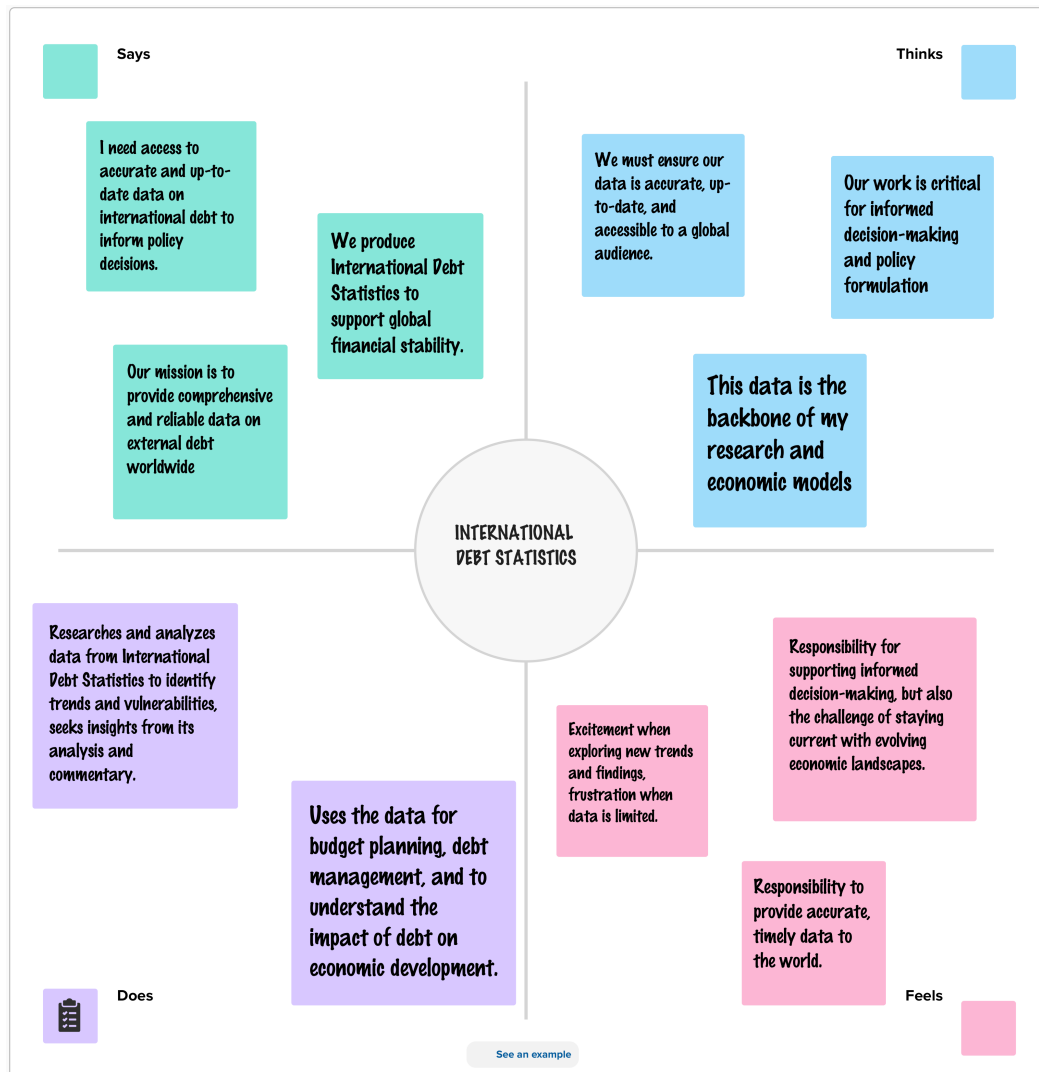 Says
Thinks
I need access to
accurate and up-to-
date data on
international debt to
inform policy
decisions.
We produce
International Debt
Statistics to
support global
financial stability.
Our mission is to
provide comprehensive
and reliable data on
external debt
worldwide
We must ensure our
data is accurate, up-
to-date, and
accessible to a global
audience.
Our work is critical
for informed
decision-making
and policy
formulation
This data is the
backbone of my
research and
economic models
INTERNATIONAL
DEBT STATISTICS
Researches and analyzes
data from International
Debt Statistics to identify
trends and vulnerabilities,
seeks insights from its
analysis and
commentary.
Uses the data for
budget planning, debt
management, and to
understand the
impact of debt on
economic development.
Excitement when
exploring new trends
and findings,
frustration when
data is limited.
Responsibility for
supporting informed
decision-making, but also
the challenge of staying
current with evolving
economic landscapes.
Responsibility to
provide accurate,
timely data to
the world.
Does
Feels
See an example